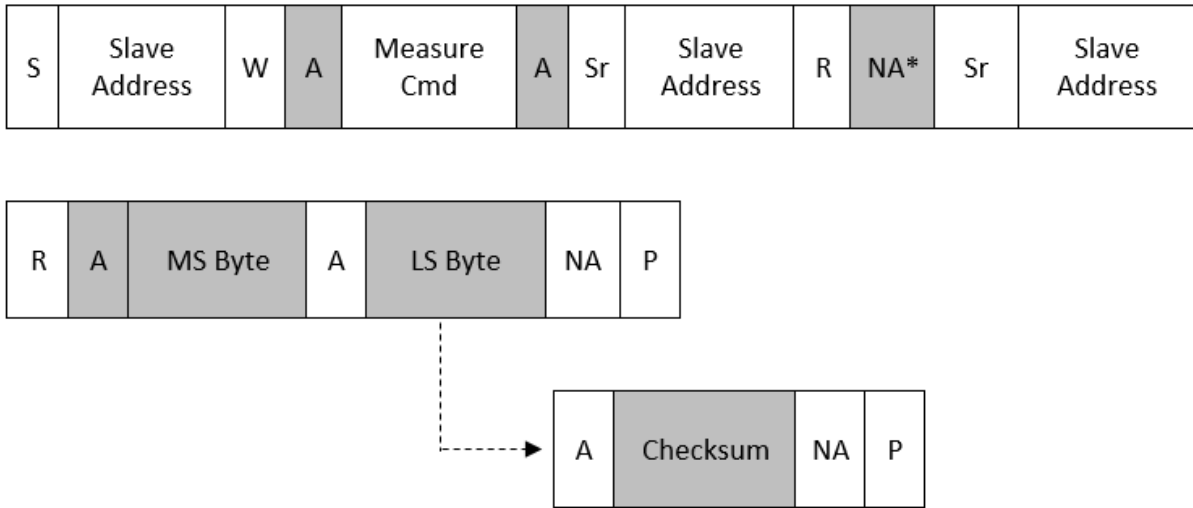 S Slave Address W A Measure Cmd A Sr Slave Address R NA* Sr Slave Address
R A MS Byte A LS Byte NA P
A Checksum NA P